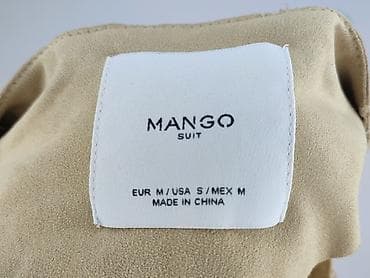 MANGO
SUIT
EUR M / USA S / MEX M
MADE IN CHINA